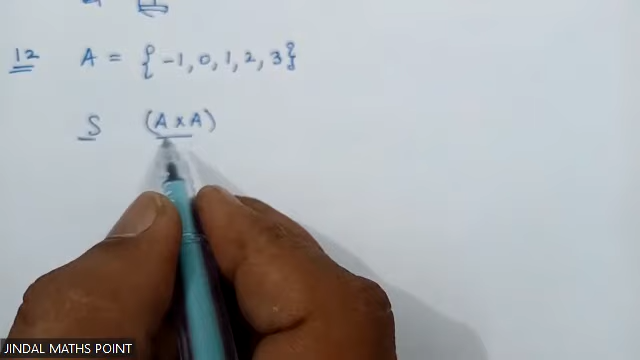 12 A = { -1, 0, 1, 2, 3 }
S (A × A)
JINDAL MATHS POINT